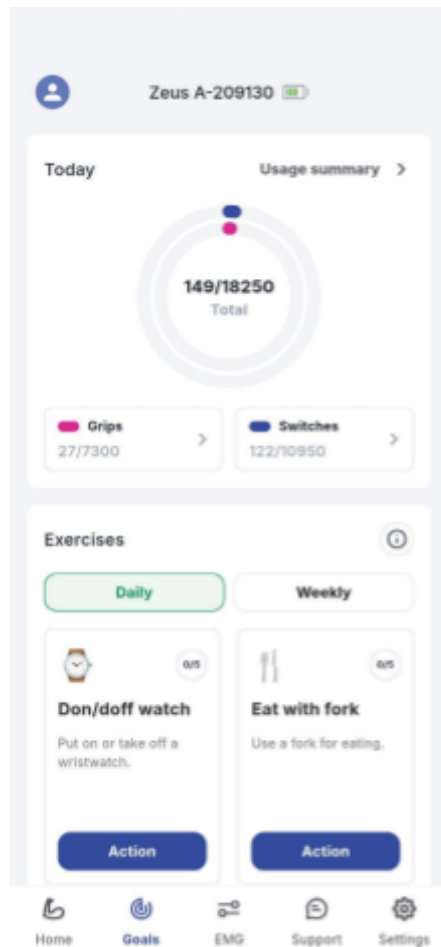 Zeus A-209130
Today
Usage summary
149/18250
Total
Grips
27/7300
Switches
122/10950
Exercises
Daily
Weekly
0/5
0/5
Don/doff watch
Eat with fork
Put on or take off a
wristwatch.
Use a fork for eating.
Action
Action
Home
Goals
EMG
Support
Settings